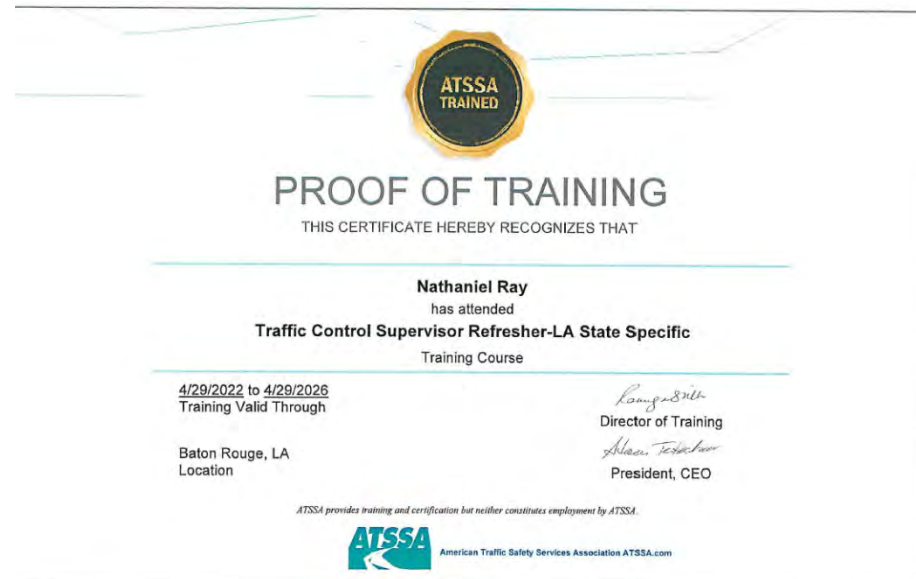 ATSSA
TRAINED
PROOF OF TRAINING
THIS CERTIFICATE HEREBY RECOGNIZES THAT
Nathaniel Ray
has attended
Traffic Control Supervisor Refresher-LA State Specific
Training Course
4/29/2022 to 4/29/2026
Training Valid Through
Director of Training
Baton Rouge, LA
Location
President, CEO
ATSSA provides training and certification but neither constitutes employment by ATSSA.
ATSSA
American Traffic Safety Services Association ATSSA.com